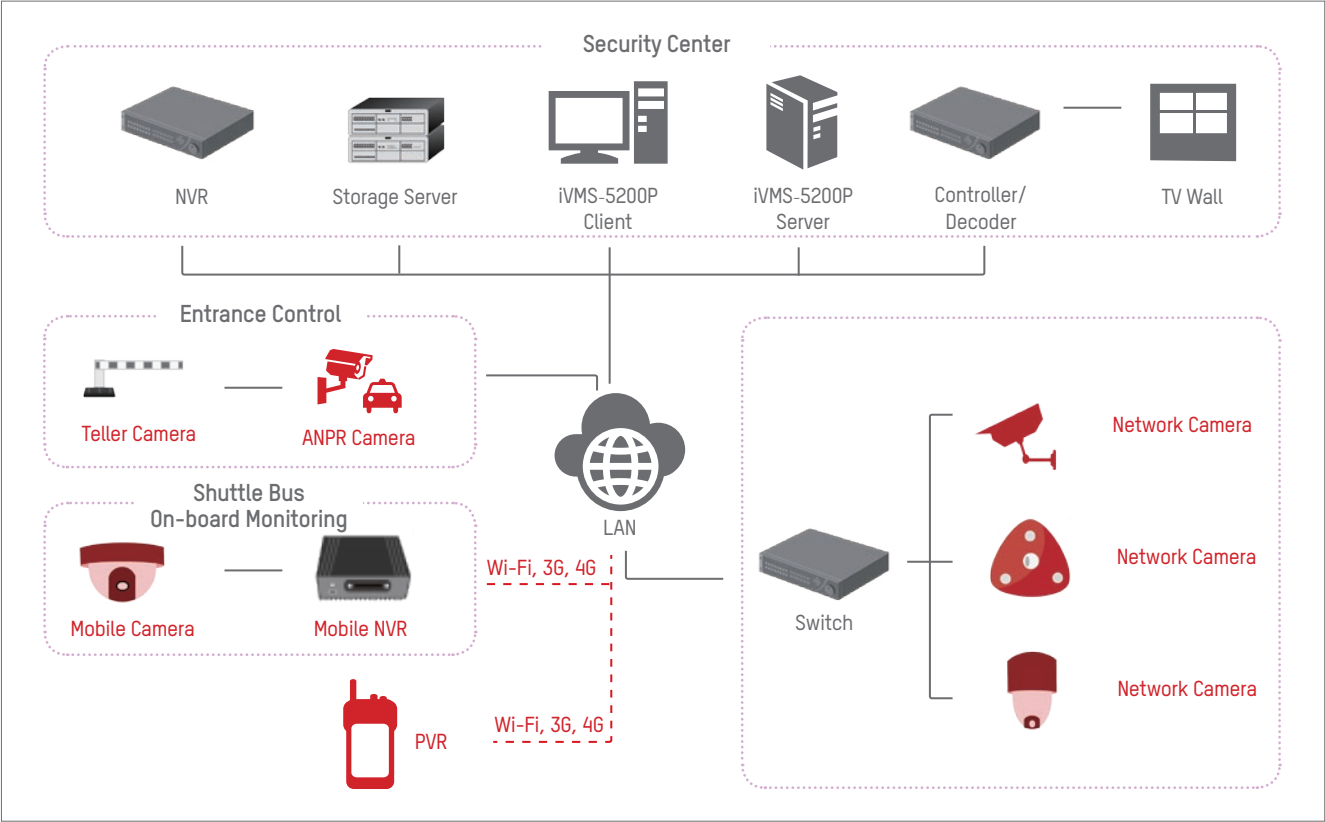 Security Center
NVR
Storage Server
iVMS-5200P
Client
iVMS-5200P
Server
Controller/
Decoder
TV Wall
Entrance Control
Teller Camera
ANPR Camera
Shuttle Bus
On-board Monitoring
Mobile Camera
Mobile NVR
Wi-Fi, 3G, 4G
PVR
Wi-Fi, 3G, 4G
LAN
Switch
Network Camera
Network Camera
Network Camera